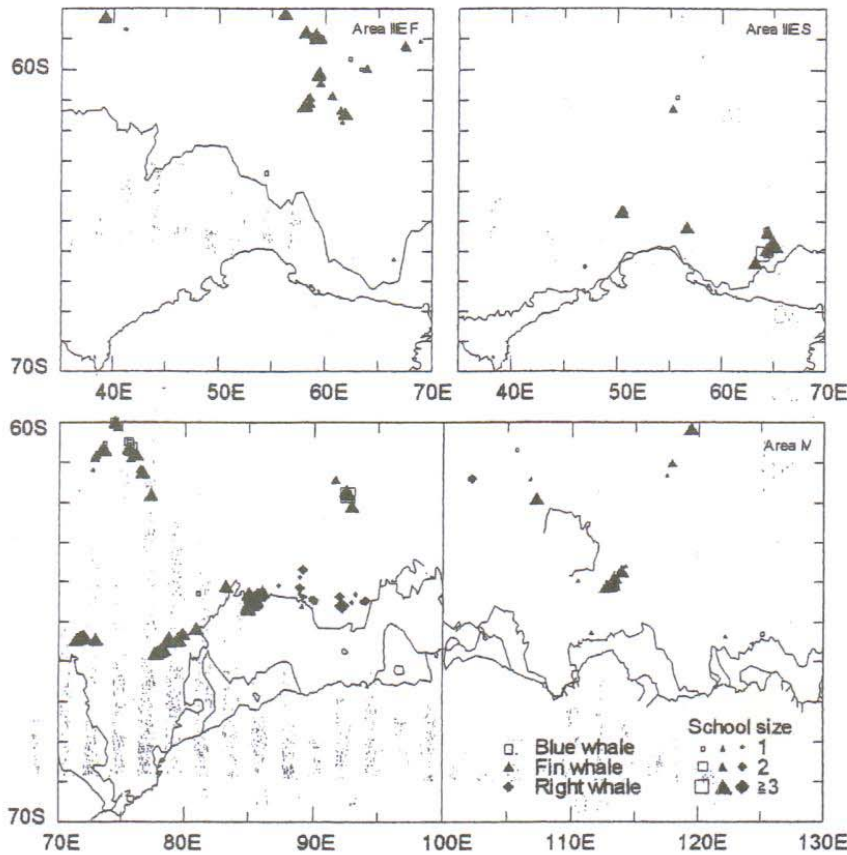 Area IIIEF
Area IIIES
60S
70S
40E 50E 60E 70E
40E 50E 60E 70E
60S
Area IV
□ Blue whale
▲ Fin whale
◆ Right whale
School size
1
2
≥3
70S
70E 80E 90E 100E 110E 120E 130E